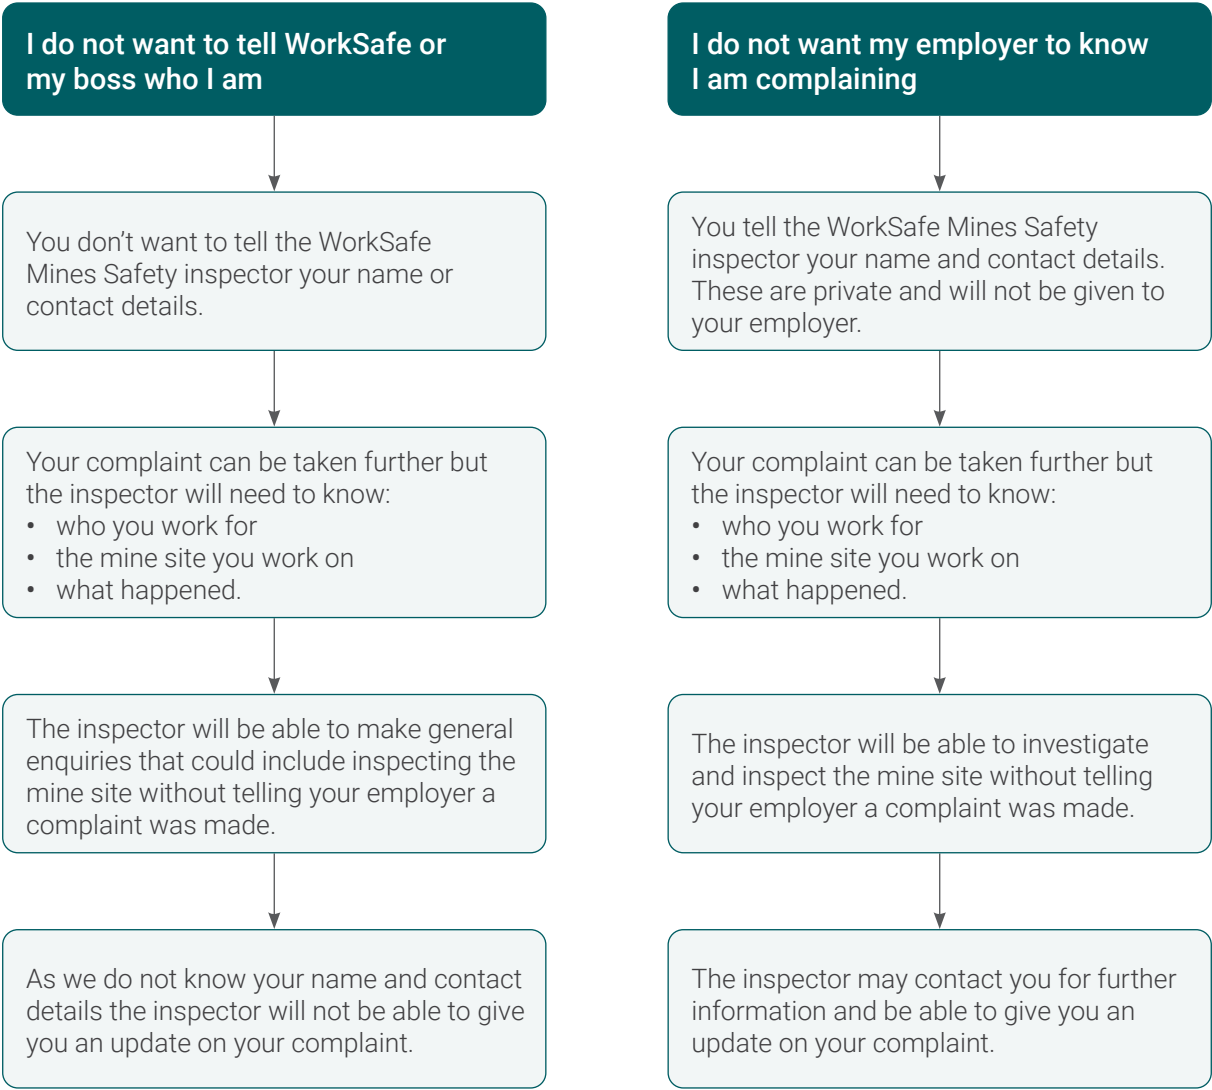 I do not want to tell WorkSafe or
my boss who I am
You don’t want to tell the WorkSafe
Mines Safety inspector your name or
contact details.
Your complaint can be taken further but
the inspector will need to know:
• who you work for
• the mine site you work on
• what happened.
The inspector will be able to make general
enquiries that could include inspecting the
mine site without telling your employer a
complaint was made.
As we do not know your name and contact
details the inspector will not be able to give
you an update on your complaint.
I do not want my employer to know
I am complaining
You tell the WorkSafe Mines Safety
inspector your name and contact details.
These are private and will not be given to
your employer.
Your complaint can be taken further but
the inspector will need to know:
• who you work for
• the mine site you work on
• what happened.
The inspector will be able to investigate
and inspect the mine site without telling
your employer a complaint was made.
The inspector may contact you for further
information and be able to give you an
update on your complaint.